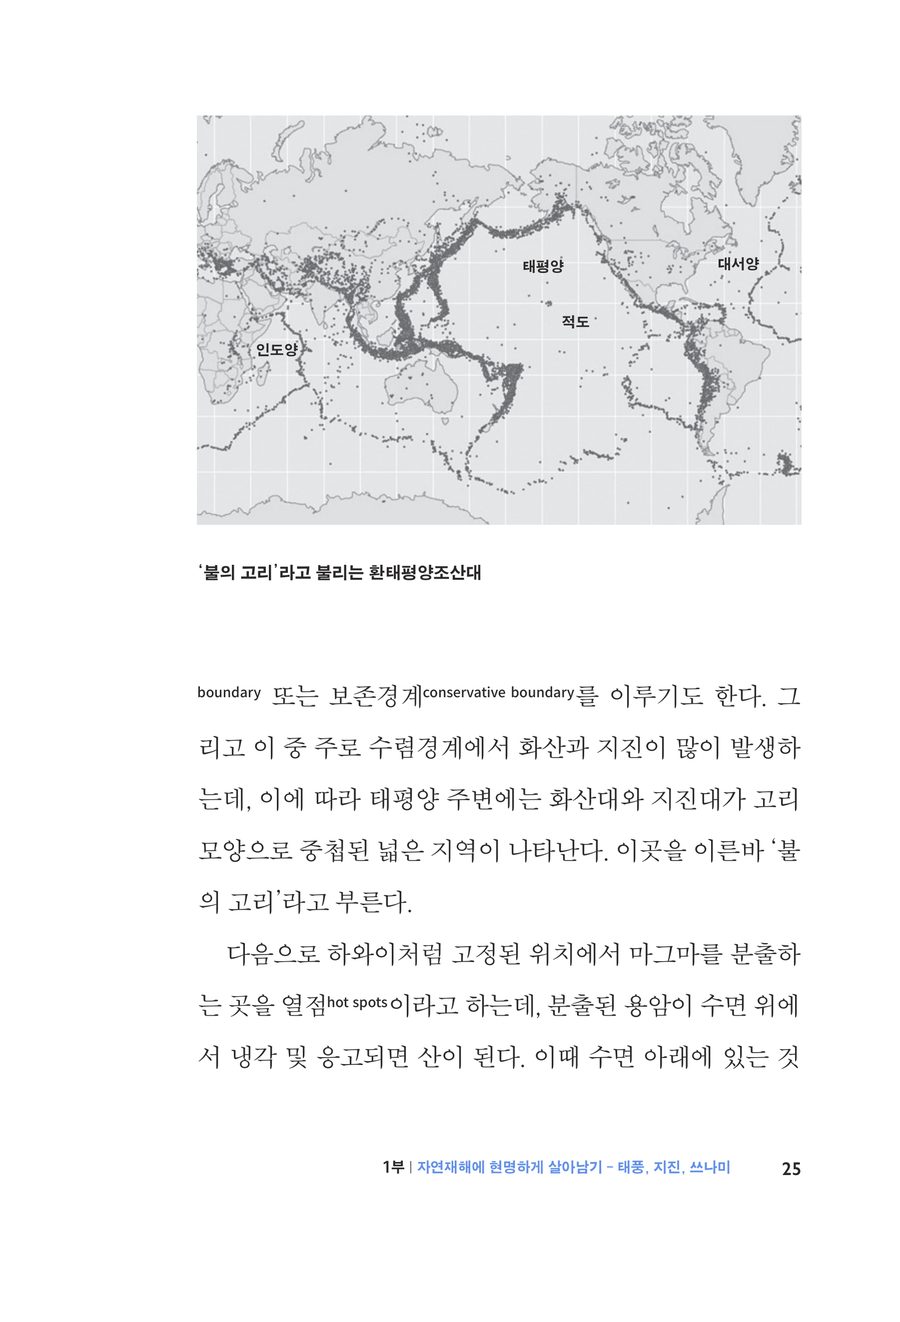 태평양
대서양
적도
인도양
‘불의 고리’라고 불리는 환태평양조산대
boundary 또는 보존경계conservative boundary를 이루기도 한다. 그
리고 이 중 주로 수렴경계에서 화산과 지진이 많이 발생하
는데, 이에 따라 태평양 주변에는 화산대와 지진대가 고리
모양으로 중첩된 넓은 지역이 나타난다. 이곳을 이른바 ‘불
의 고리’라고 부른다.
다음으로 하와이처럼 고정된 위치에서 마그마를 분출하
는 곳을 열점hot spots이라고 하는데, 분출된 용암이 수면 위에
서 냉각 및 응고되면 산이 된다. 이때 수면 아래에 있는 것
1부 | 자연재해에 현명하게 살아남기 – 태풍, 지진, 쓰나미 25